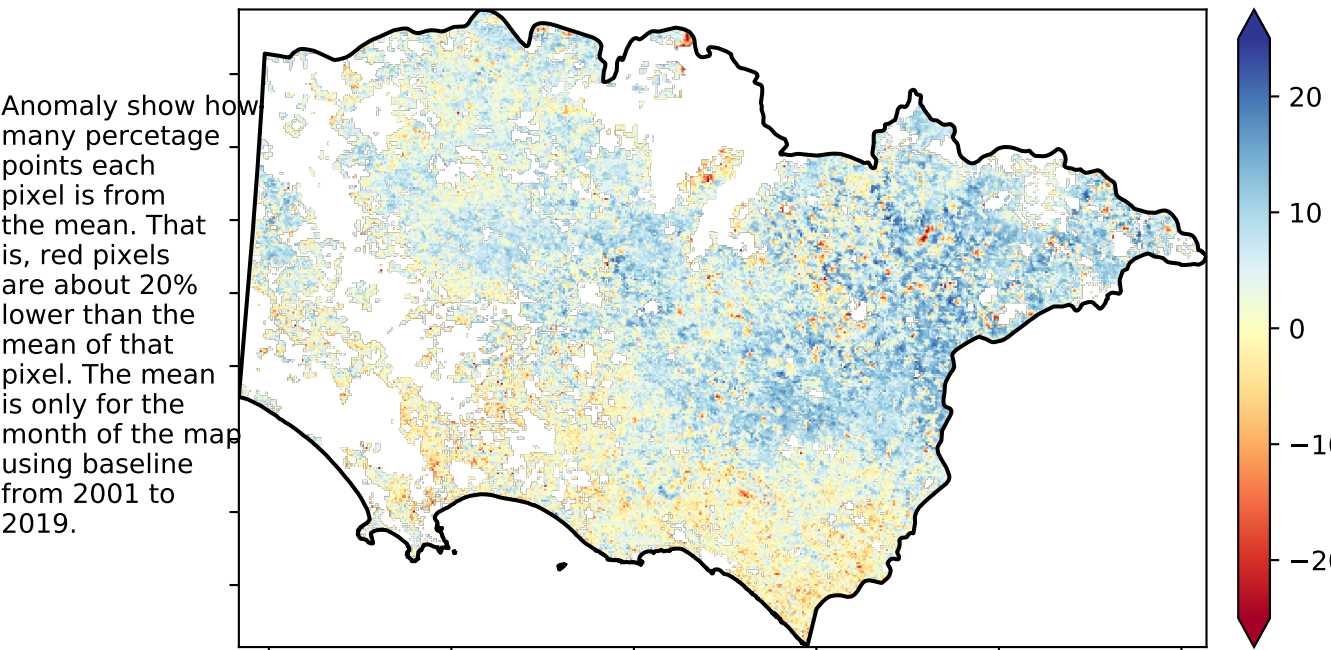 Anomaly show how
many percetage
points each
pixel is from
the mean. That
is, red pixels
are about 20%
lower than the
mean of that
pixel. The mean
is only for the
month of the map
using baseline
from 2001 to
2019.
20
10
0
−10
−20